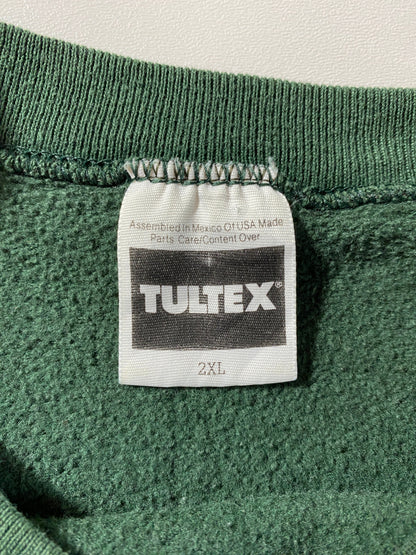 Assembled In Mexico Of USA Made
Parts Care/Content Over
TULTEX®
2XL